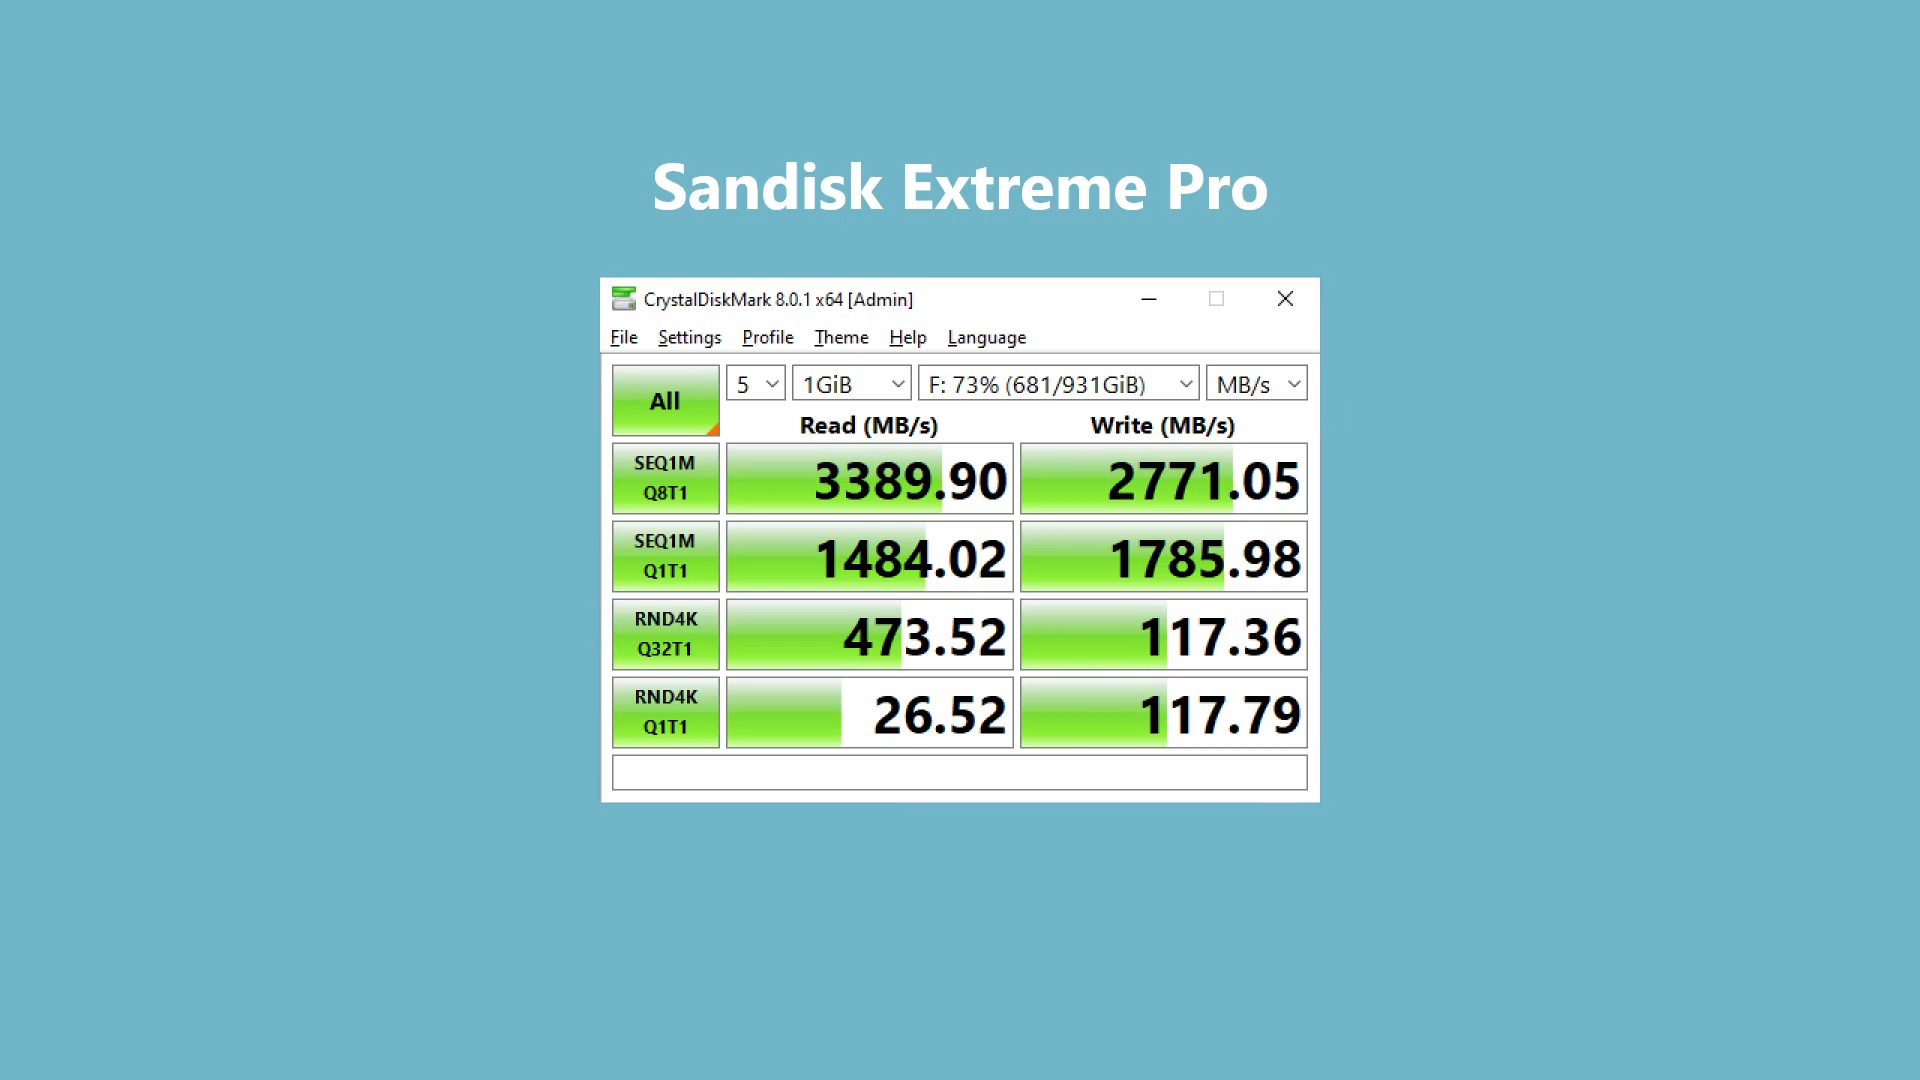 Sandisk Extreme Pro
CrystalDiskMark 8.0.1 x64 [Admin]
File Settings Profile Theme Help Language
All 5 1GiB F: 73% (681/931GiB) MB/s
Read (MB/s) Write (MB/s)
SEQ1M
Q8T1
3389.90 2771.05
SEQ1M
Q1T1
1484.02 1785.98
RND4K
Q32T1
473.52 117.36
RND4K
Q1T1
26.52 117.79